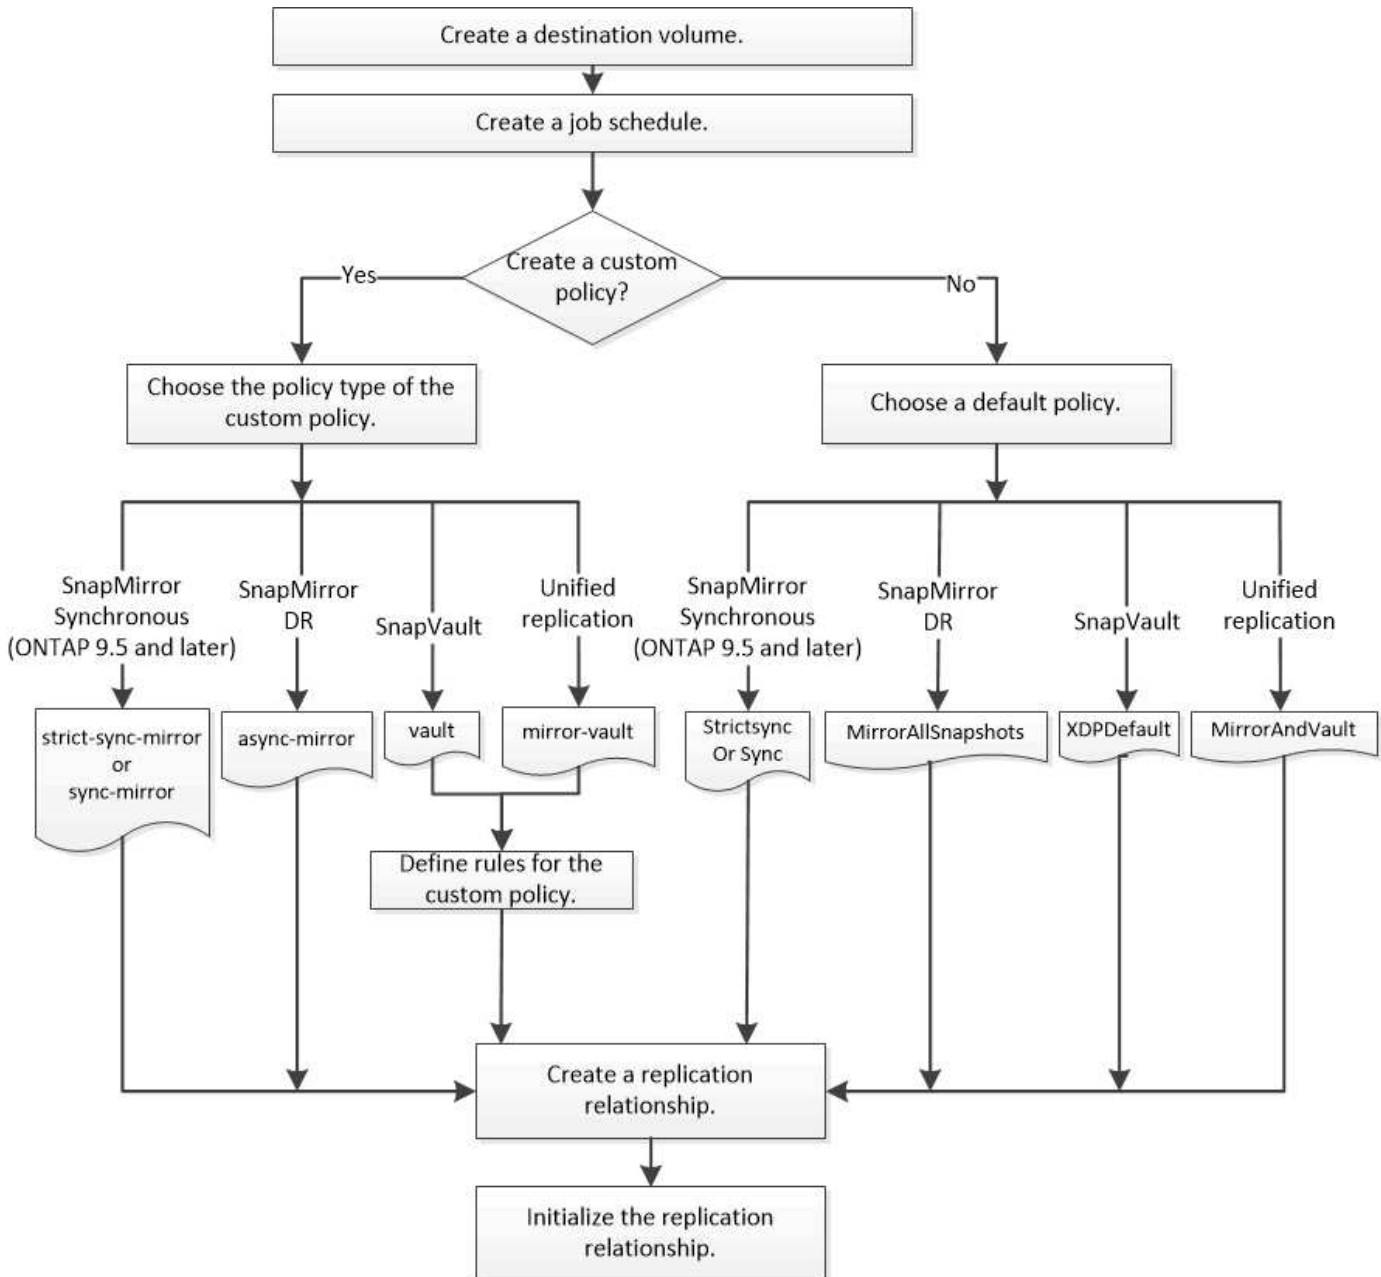 Create a destination volume.
Create a job schedule.
Create a custom
policy?
Yes
No
Choose the policy type of the
custom policy.
Choose a default policy.
SnapMirror
Synchronous
(ONTAP 9.5 and later)
SnapMirror
DR
SnapVault
Unified
replication
SnapMirror
Synchronous
(ONTAP 9.5 and later)
SnapMirror
DR
SnapVault
Unified
replication
strict-sync-mirror
or
sync-mirror
async-mirror
vault
mirror-vault
Strictsync
Or Sync
MirrorAllSnapshots
XDPDefault
MirrorAndVault
Define rules for the
custom policy.
Create a replication
relationship.
Initialize the replication
relationship.